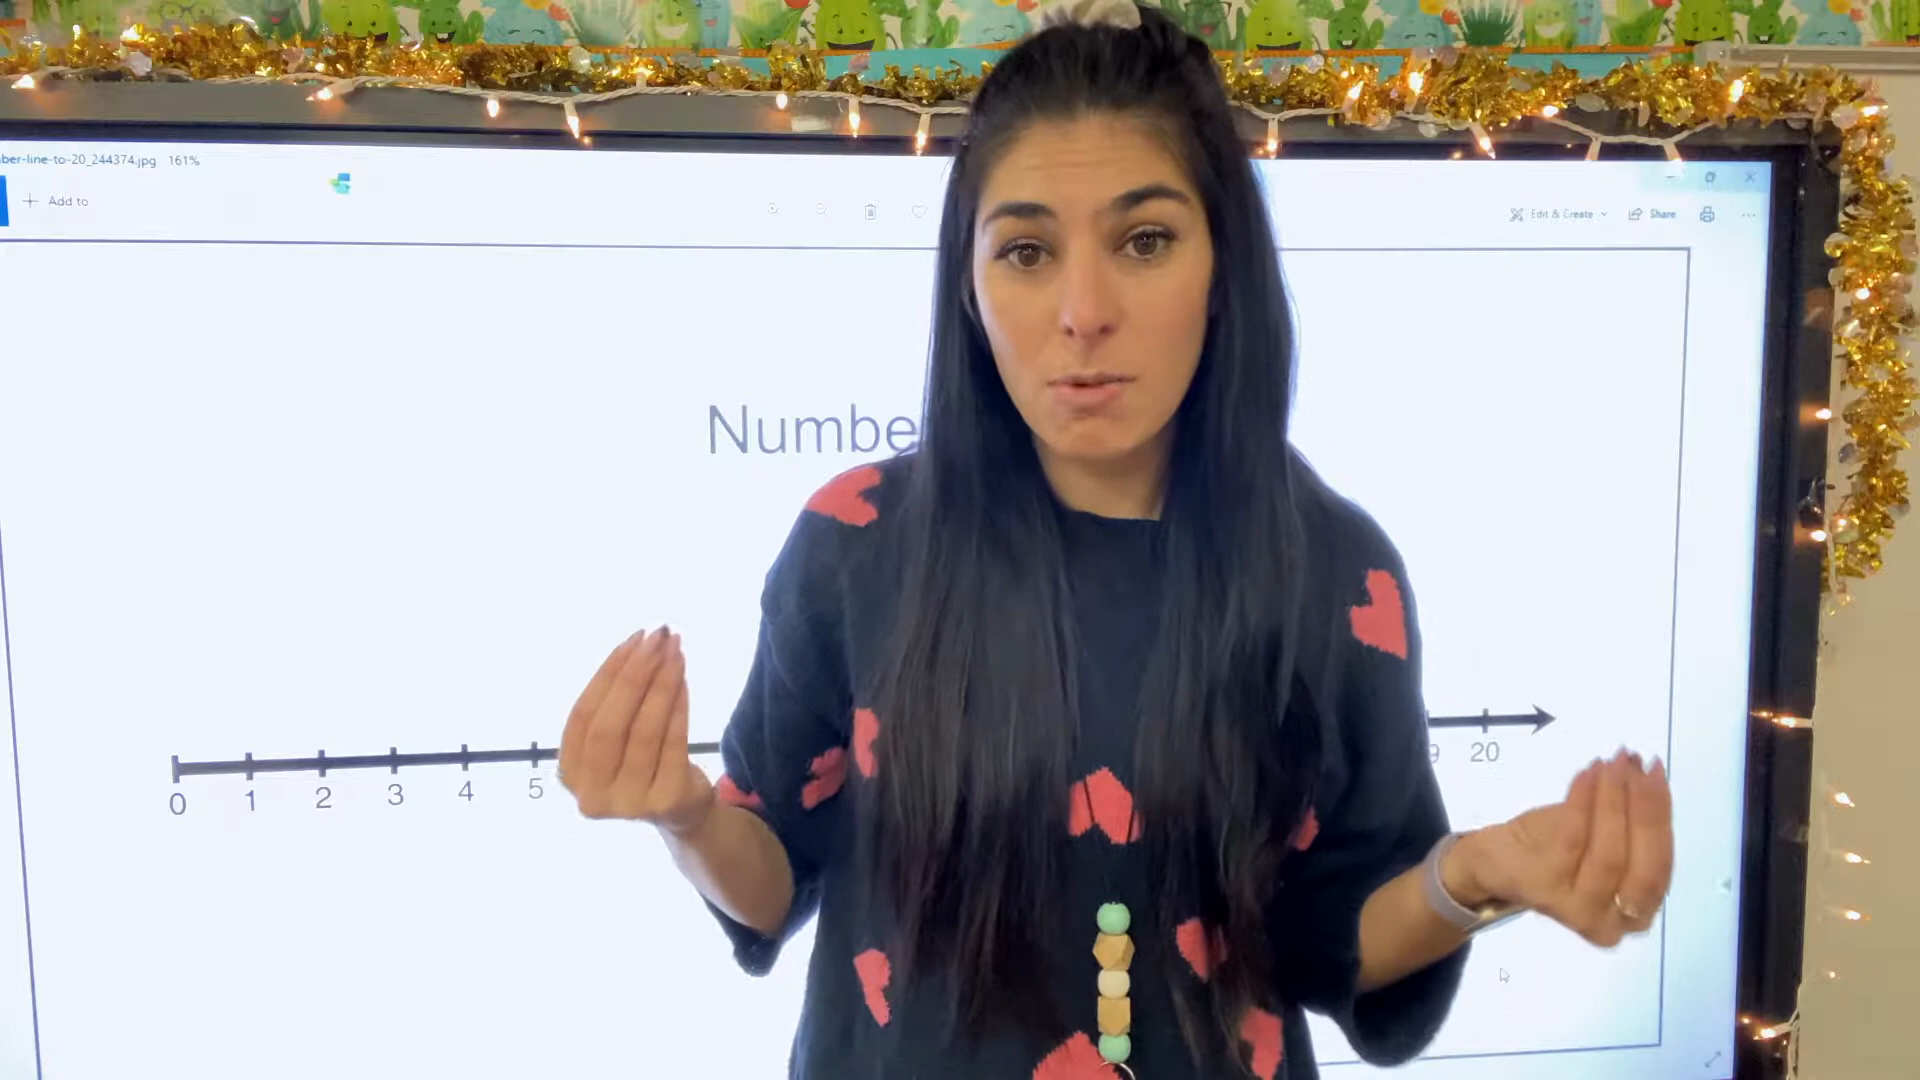 ber-line-to-20_244374.jpg 161%
Add to
Edit & Create
Share
Numbe
0 1 2 3 4 5 9 20